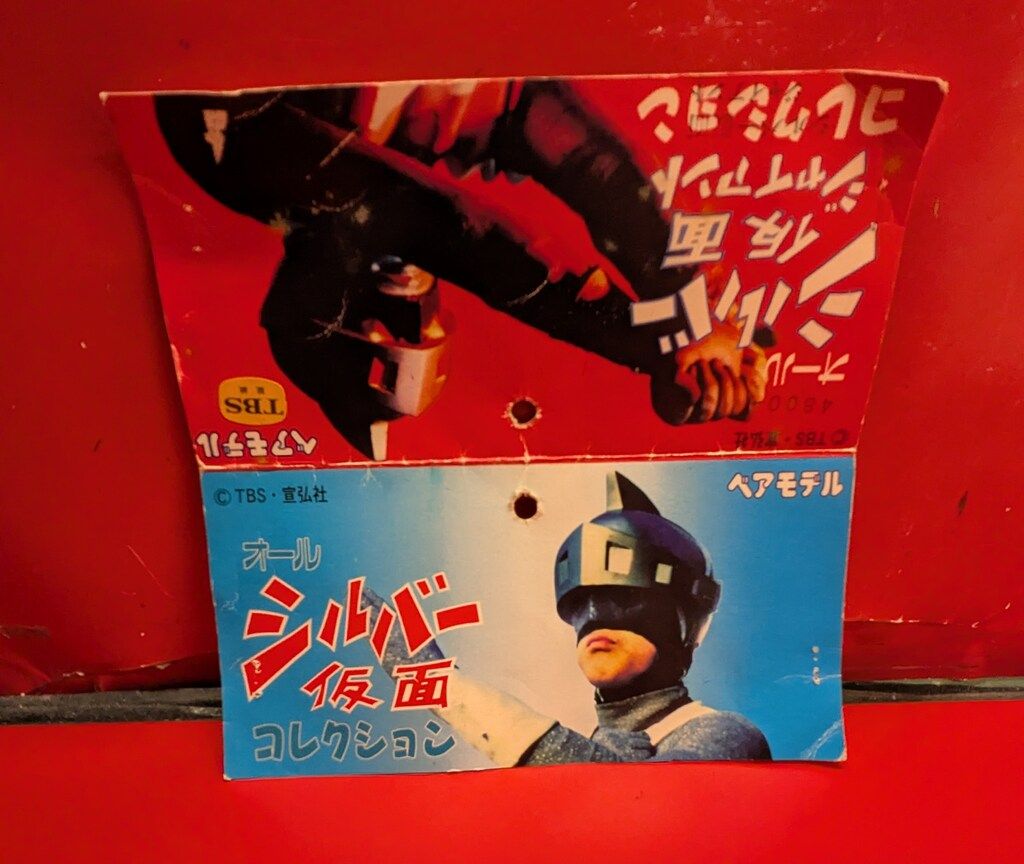 コレクション
ジャイアント
仮面
シルバー
オール
4800
© TBS・宣弘社
TBS
ベアモデル
© TBS・宣弘社
ベアモデル
オール
シルバー
仮面
コレクション